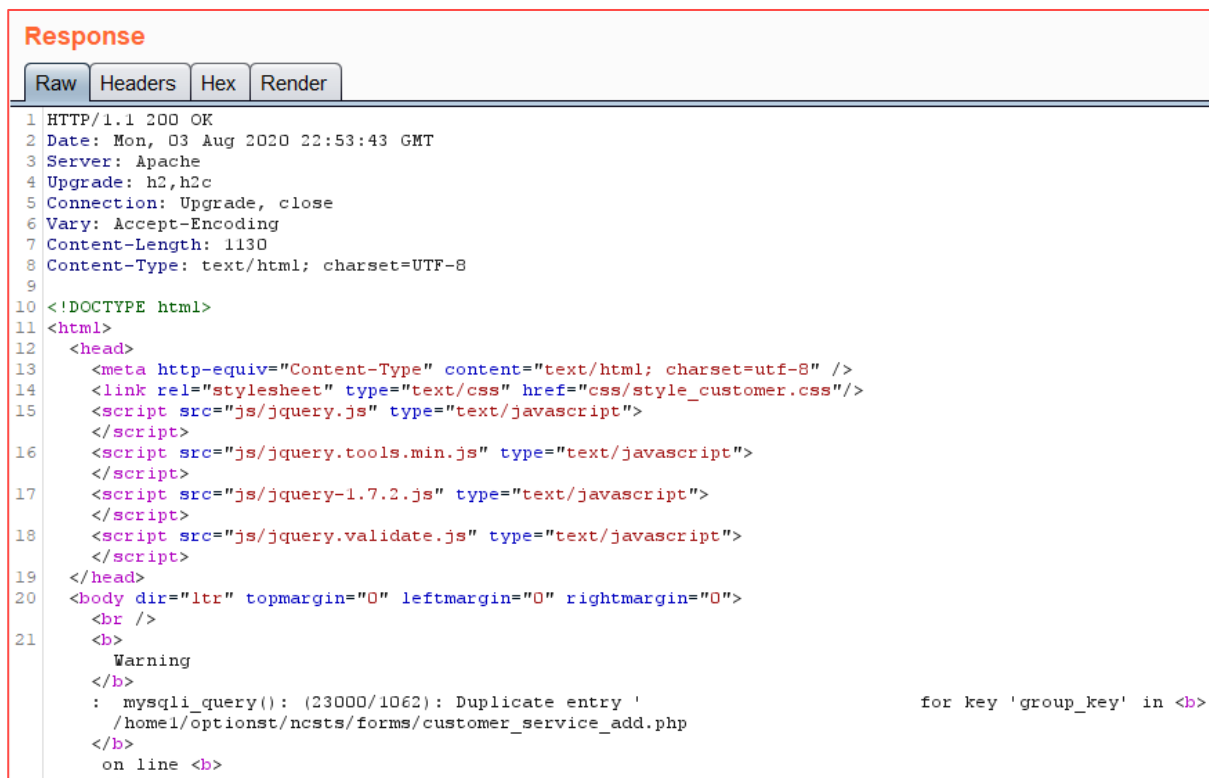 Response
Raw Headers Hex Render
1 HTTP/1.1 200 OK
2 Date: Mon, 03 Aug 2020 22:53:43 GMT
3 Server: Apache
4 Upgrade: h2,h2c
5 Connection: Upgrade, close
6 Vary: Accept-Encoding
7 Content-Length: 1130
8 Content-Type: text/html; charset=UTF-8
9
10 <!DOCTYPE html>
11 <html>
12 <head>
13 <meta http-equiv="Content-Type" content="text/html; charset=utf-8" />
14 <link rel="stylesheet" type="text/css" href="css/style_customer.css"/>
15 <script src="js/jquery.js" type="text/javascript">
</script>
16 <script src="js/jquery.tools.min.js" type="text/javascript">
</script>
17 <script src="js/jquery-1.7.2.js" type="text/javascript">
</script>
18 <script src="js/jquery.validate.js" type="text/javascript">
</script>
19 </head>
20 <body dir="ltr" topmargin="0" leftmargin="0" rightmargin="0">
<br />
21 <b>
Warning
</b>
: mysqli_query(): (23000/1062): Duplicate entry ' for key 'group_key' in <b>
/home1/optionst/ncsts/forms/customer_service_add.php
</b>
on line <b>